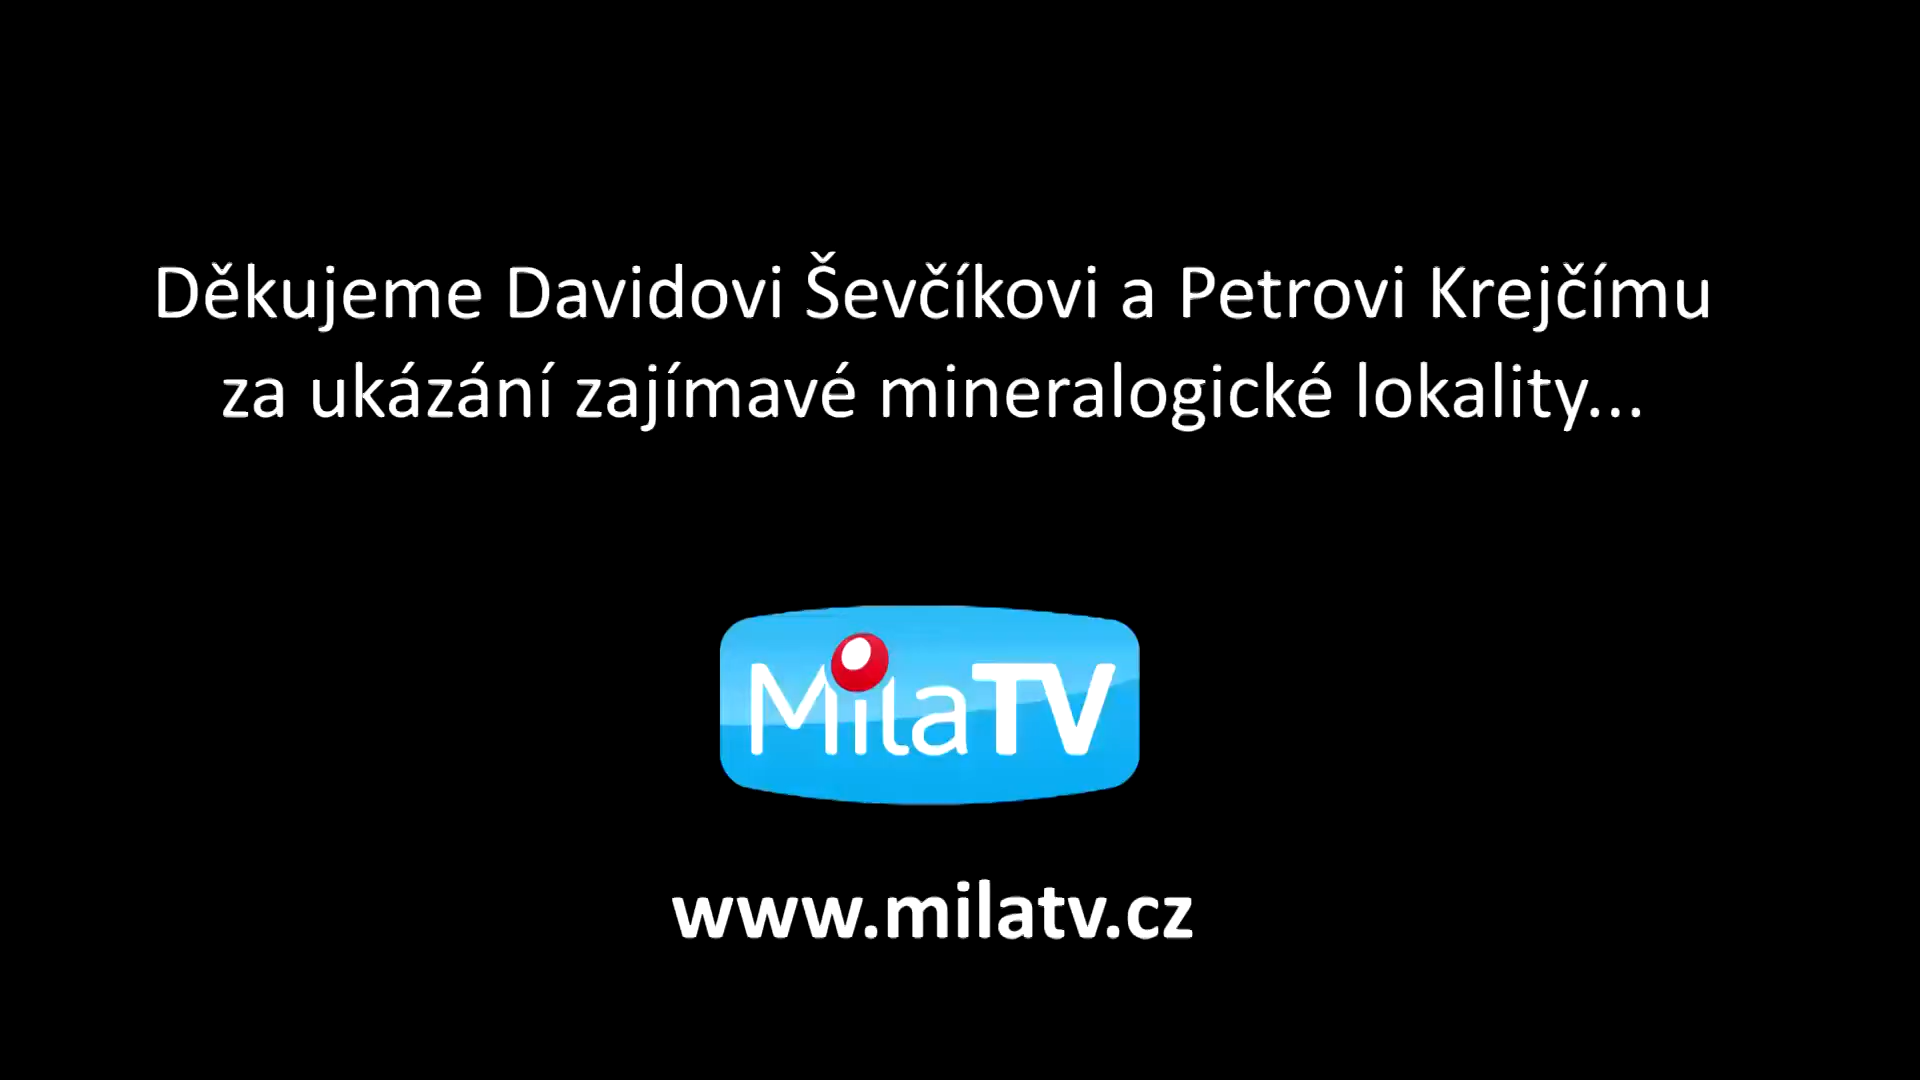 Děkujeme Davidovi Ševčíkovi a Petrovi Krejčímu
za ukázání zajímavé mineralogické lokality...
MilaTV
www.milatv.cz